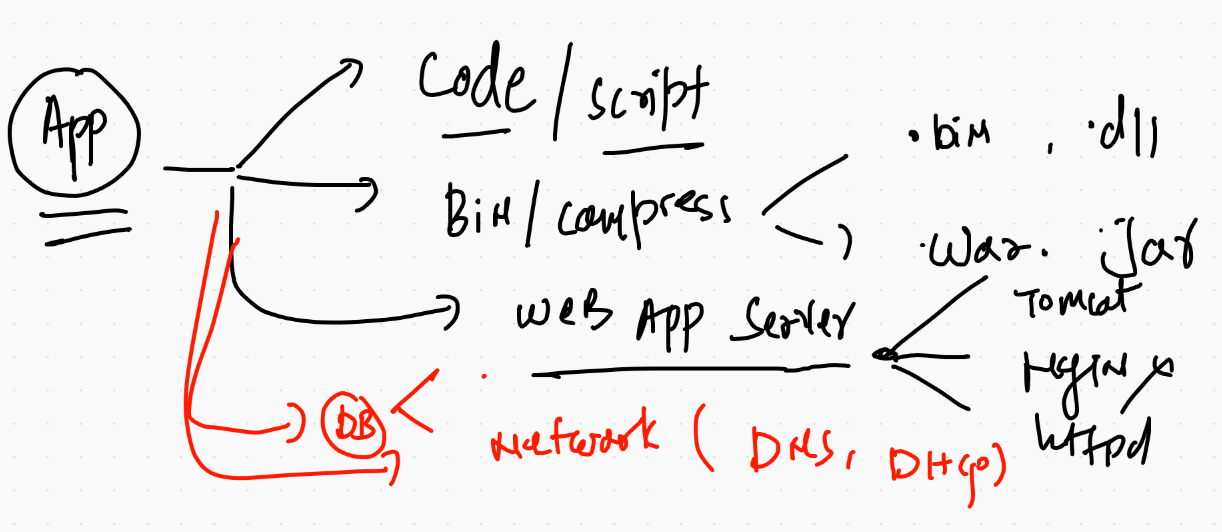 App
Code / Script
Bin / compress
.bin , .dll
.war . jar
Web App Server
Tomcat
nginx
httpd
DB
Network ( DNS, DHCP)